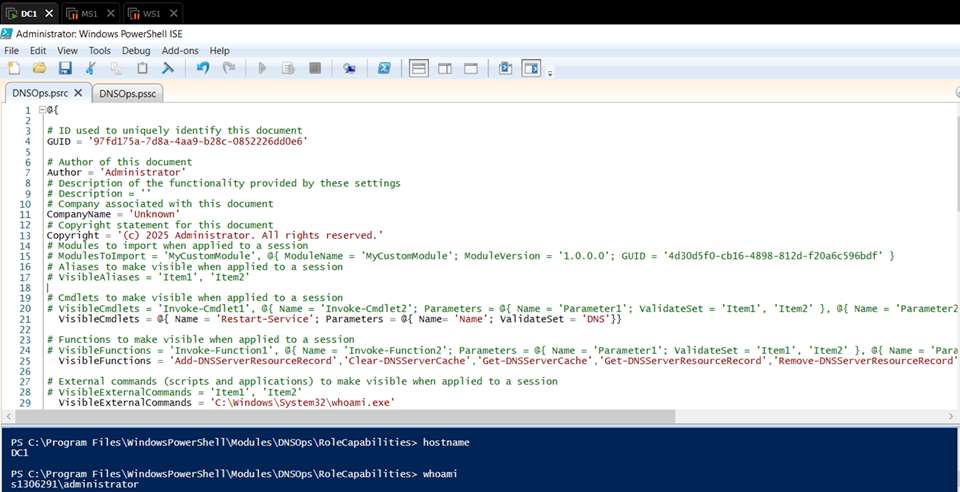 DC1 MS1 WS1
Administrator: Windows PowerShell ISE
File Edit View Tools Debug Add-ons Help
DNSOps.psrc DNSOps.pssc
1 @{
2
3 # ID used to uniquely identify this document
4 GUID = '97fd175a-7d8a-4aa9-b28c-0852226dd0e6'
5
6 # Author of this document
7 Author = 'Administrator'
8 # Description of the functionality provided by these settings
9 # Description = ''
10 # Company associated with this document
11 CompanyName = 'Unknown'
12 # Copyright statement for this document
13 Copyright = '(c) 2025 Administrator. All rights reserved.'
14 # Modules to import when applied to a session
15 # ModulesToImport = 'MyCustomModule', @{ ModuleName = 'MyCustomModule'; ModuleVersion = '1.0.0.0'; GUID = '4d30d5f0-cb16-4898-812d-f20a6c596bdf' }
16 # Aliases to make visible when applied to a session
17 # VisibleAliases = 'Item1', 'Item2'
18
19 # Cmdlets to make visible when applied to a session
20 # VisibleCmdlets = 'Invoke-Cmdlet1', @{ Name = 'Invoke-Cmdlet2'; Parameters = @{ Name = 'Parameter1'; ValidateSet = 'Item1', 'Item2' }, @{ Name = 'Parameter2
21 VisibleCmdlets = @{ Name = 'Restart-Service'; Parameters = @{ Name= 'Name'; ValidateSet = 'DNS'}}
22
23 # Functions to make visible when applied to a session
24 # VisibleFunctions = 'Invoke-Function1', @{ Name = 'Invoke-Function2'; Parameters = @{ Name = 'Parameter1'; ValidateSet = 'Item1', 'Item2' }, @{ Name = 'Para
25 VisibleFunctions = 'Add-DNSServerResourceRecord','Clear-DNSServerCache','Get-DNSServerCache','Get-DNSServerResourceRecord','Remove-DNSServerResourceRecord'
26
27 # External commands (scripts and applications) to make visible when applied to a session
28 # VisibleExternalCommands = 'Item1', 'Item2'
29 VisibleExternalCommands = 'C:\Windows\System32\whoami.exe'
PS C:\Program Files\WindowsPowerShell\Modules\DNSOps\RoleCapabilities> hostname
DC1
PS C:\Program Files\WindowsPowerShell\Modules\DNSOps\RoleCapabilities> whoami
s1306291\administrator